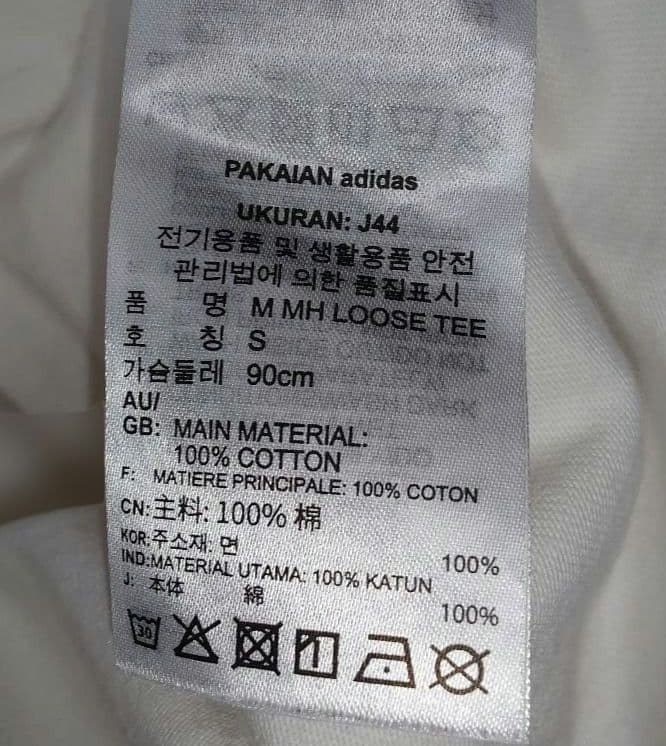 PAKAIAN adidas
UKURAN: J44
전기용품 및 생활용품 안전
관리법에 의한 품질표시
품 명 M MH LOOSE TEE
호 칭 S
가슴둘레 90cm
AU/
GB: MAIN MATERIAL:
100% COTTON
F: MATIERE PRINCIPALE: 100% COTON
CN:主料: 100% 棉
KOR:주소재: 면 100%
IND:MATERIAL UTAMA: 100% KATUN
J: 本体 綿 100%
30